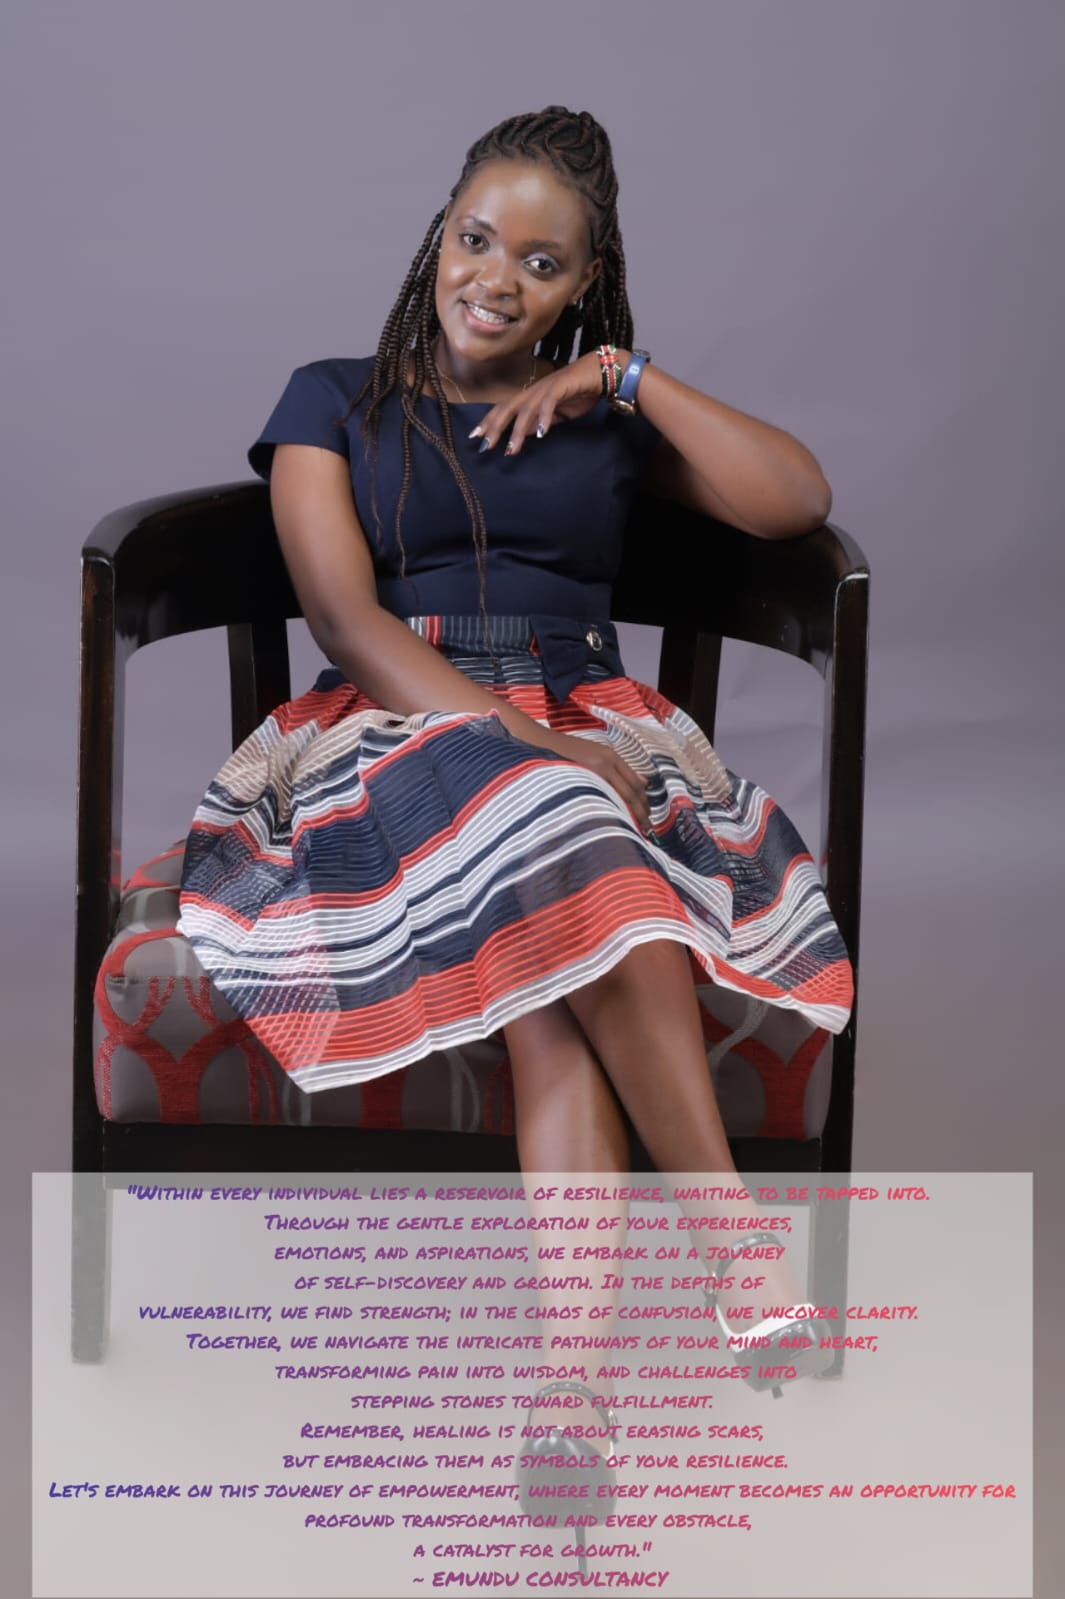 "Within every individual lies a reservoir of resilience, waiting to be tapped into.
Through the gentle exploration of your experiences,
emotions, and aspirations, we embark on a journey
of self-discovery and growth. In the depths of
vulnerability, we find strength; in the chaos of confusion, we uncover clarity.
Together, we navigate the intricate pathways of your mind and heart,
transforming pain into wisdom, and challenges into
stepping stones toward fulfillment.
Remember, healing is not about erasing scars,
but embracing them as symbols of your resilience.
Let's embark on this journey of empowerment, where every moment becomes an opportunity for
profound transformation and every obstacle,
a catalyst for growth."
~ EMUNDU CONSULTANCY